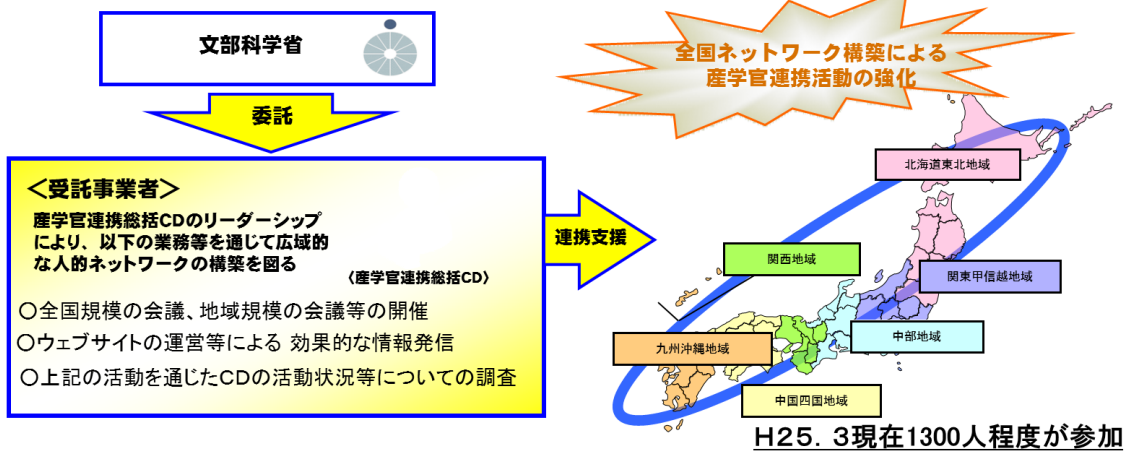 文部科学省
委託
＜受託事業者＞
産学官連携総括CDのリーダーシップ
により、以下の業務等を通じて広域的
な人的ネットワークの構築を図る
〈産学官連携総括CD〉
○全国規模の会議、地域規模の会議等の開催
○ウェブサイトの運営等による 効果的な情報発信
○上記の活動を通じたCDの活動状況等についての調査
連携支援
全国ネットワーク構築による
産学官連携活動の強化
北海道東北地域
関西地域
関東甲信越地域
中部地域
九州沖縄地域
中国四国地域
H25．3現在1300人程度が参加